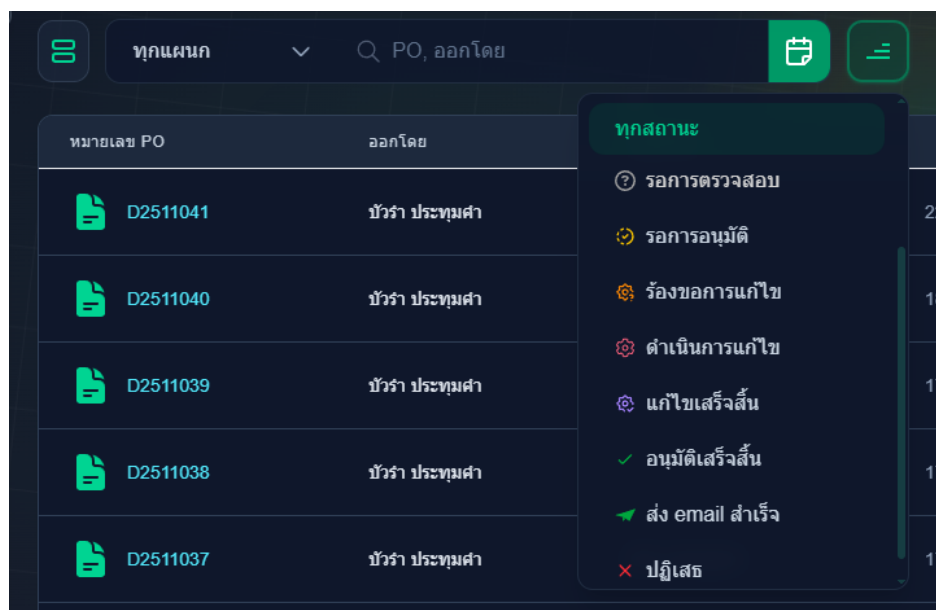 ทุกแผนก
PO, ออกโดย
หมายเลข PO
ออกโดย
D2511041
บัวรำ ประทุมคำ
D2511040
บัวรำ ประทุมคำ
D2511039
บัวรำ ประทุมคำ
D2511038
บัวรำ ประทุมคำ
D2511037
บัวรำ ประทุมคำ
ทุกสถานะ
รอการตรวจสอบ
รอการอนุมัติ
ร้องขอการแก้ไข
ดำเนินการแก้ไข
แก้ไขเสร็จสิ้น
อนุมัติเสร็จสิ้น
ส่ง email สำเร็จ
ปฏิเสธ